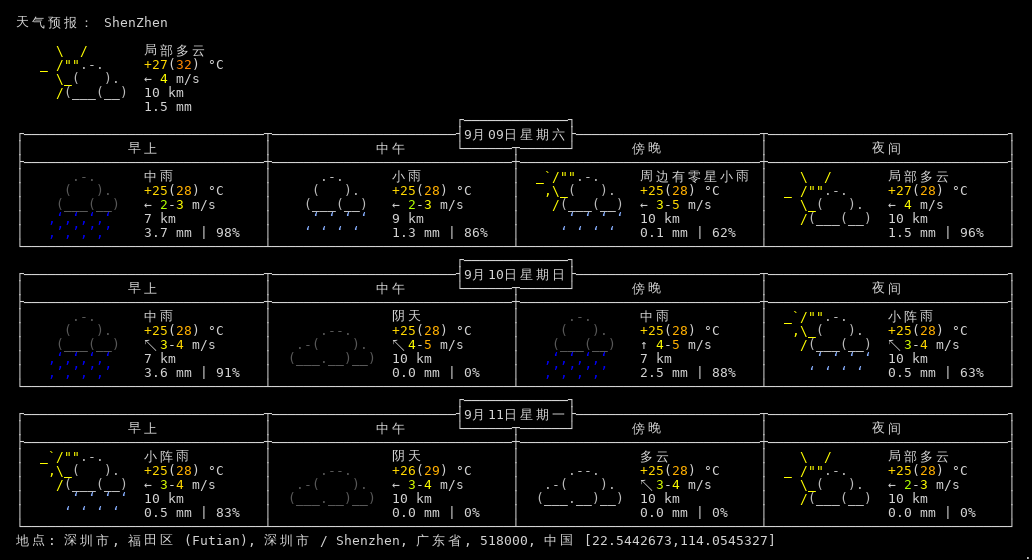 天气预报： ShenZhen
局部多云
+27(32) °C
← 4 m/s
10 km
1.5 mm
9月09日星期六
早上 中午 傍晚 夜间
中雨 小雨 周边有零星小雨 局部多云
+25(28) °C +25(28) °C +25(28) °C +27(28) °C
← 2-3 m/s ← 2-3 m/s ← 3-5 m/s ← 4 m/s
7 km 9 km 10 km 10 km
3.7 mm | 98% 1.3 mm | 86% 0.1 mm | 62% 1.5 mm | 96%
9月10日星期日
早上 中午 傍晚 夜间
中雨 阴天 中雨 小阵雨
+25(28) °C +25(28) °C +25(28) °C +25(28) °C
↖ 3-4 m/s ↖ 4-5 m/s ↑ 4-5 m/s ↖ 3-4 m/s
7 km 10 km 7 km 10 km
3.6 mm | 91% 0.0 mm | 0% 2.5 mm | 88% 0.5 mm | 63%
9月11日星期一
早上 中午 傍晚 夜间
小阵雨 阴天 多云 局部多云
+25(28) °C +26(29) °C +25(28) °C +25(28) °C
← 3-4 m/s ← 3-4 m/s ↖ 3-4 m/s ← 2-3 m/s
10 km 10 km 10 km 10 km
0.5 mm | 83% 0.0 mm | 0% 0.0 mm | 0% 0.0 mm | 0%
地点: 深圳市, 福田区 (Futian), 深圳市 / Shenzhen, 广东省, 518000, 中国 [22.5442673,114.0545327]